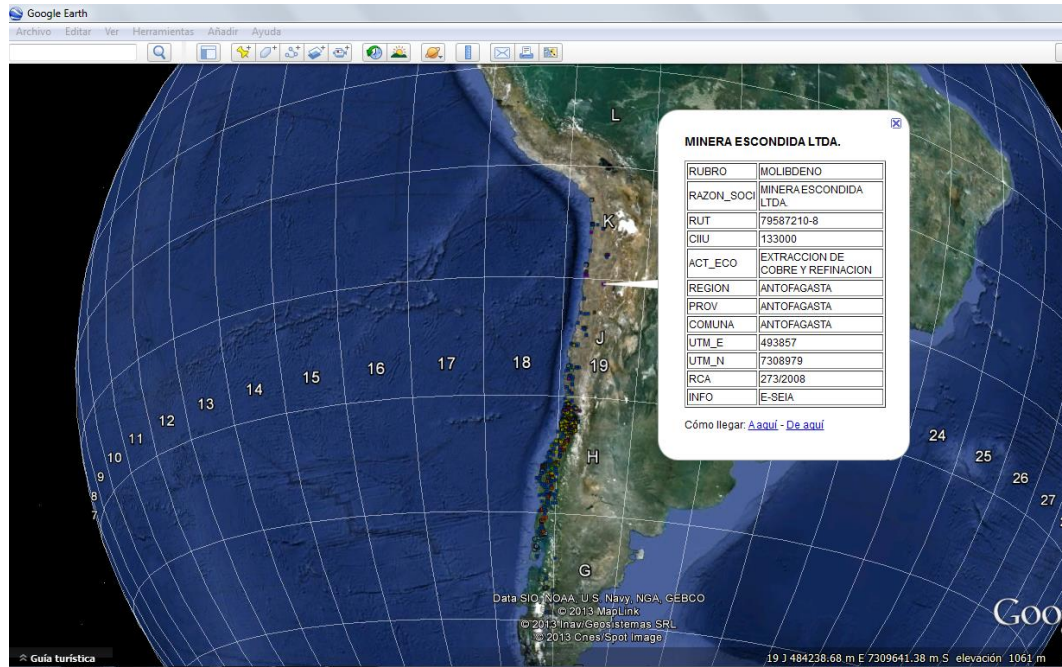 Google Earth
Archivo Editar Ver Herramientas Añadir Ayuda
L
MINERA ESCONDIDA LTDA.
RUBRO MOLIBDENO
RAZON_SOCI MINERA ESCONDIDA
LTDA.
RUT 79587210-8
CIIU 133000
ACT_ECO EXTRACCION DE
COBRE Y REFINACION
REGION ANTOFAGASTA
PROV ANTOFAGASTA
COMUNA ANTOFAGASTA
UTM_E 493857
UTM_N 7308979
RCA 273/2008
INFO E-SEIA
Cómo llegar: A aquí - De aquí
K
J
7 8 9 10 11 12 13 14 15 16 17 18 19
24 25 26 27
H
G
Data SIO, NOAA, U.S. Navy, NGA, GEBCO
© 2013 MapLink
© 2013 Inav/Geosistemas SRL
© 2013 Cnes/Spot Image
Goo
Guía turística
19 J 484238.68 m E 7309641.38 m S elevación 1061 m